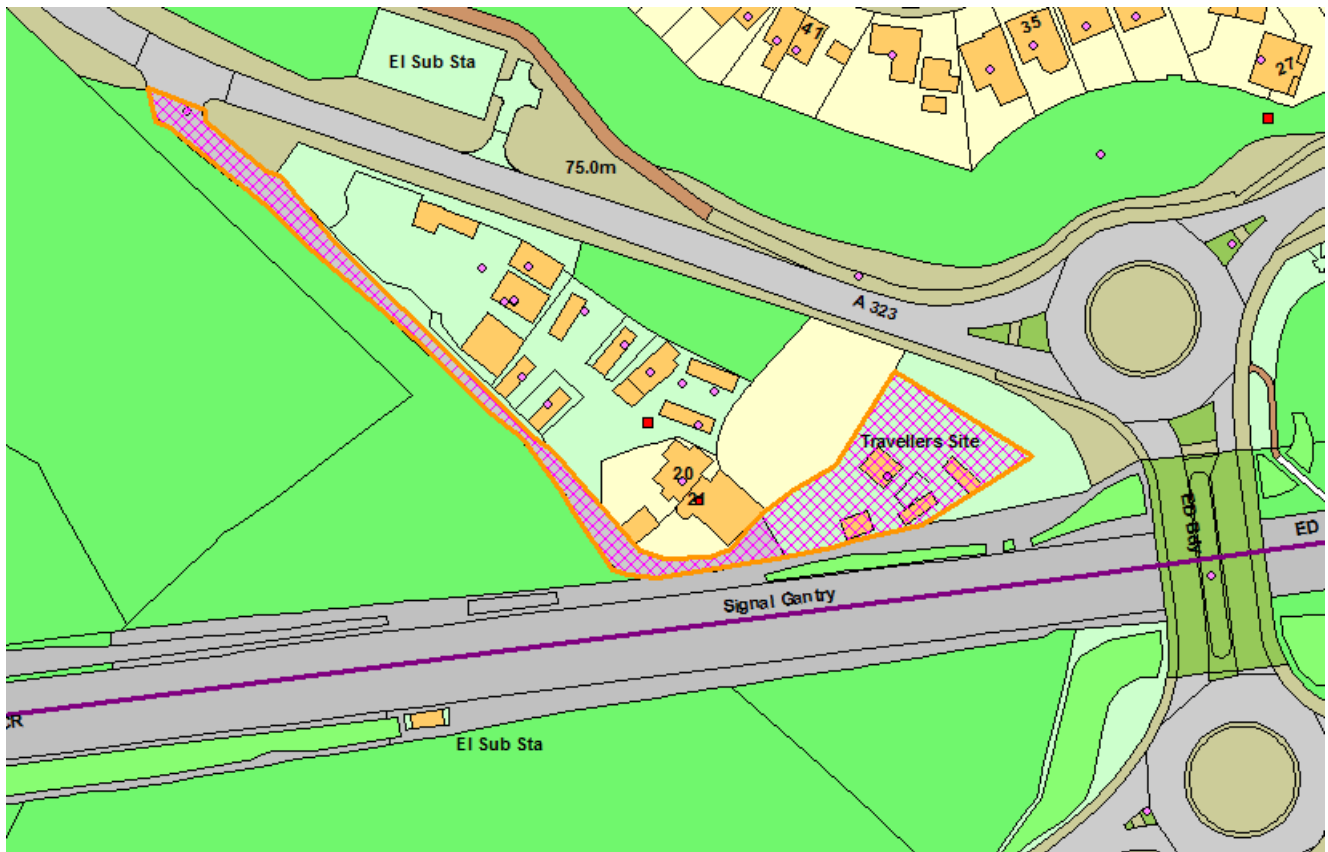 41
35
27
El Sub Sta
75.0m
A 323
Travellers Site
20
21
ED Bdy
ED
Signal Gantry
CR
El Sub Sta